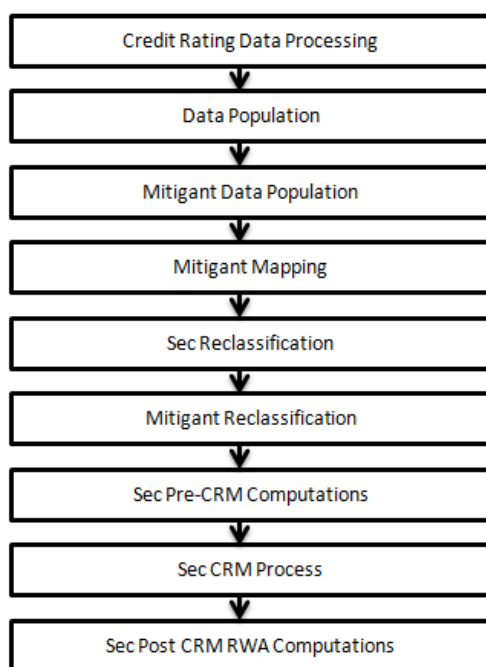 Credit Rating Data Processing
Data Population
Mitigant Data Population
Mitigant Mapping
Sec Reclassification
Mitigant Reclassification
Sec Pre-CRM Computations
Sec CRM Process
Sec Post CRM RWA Computations